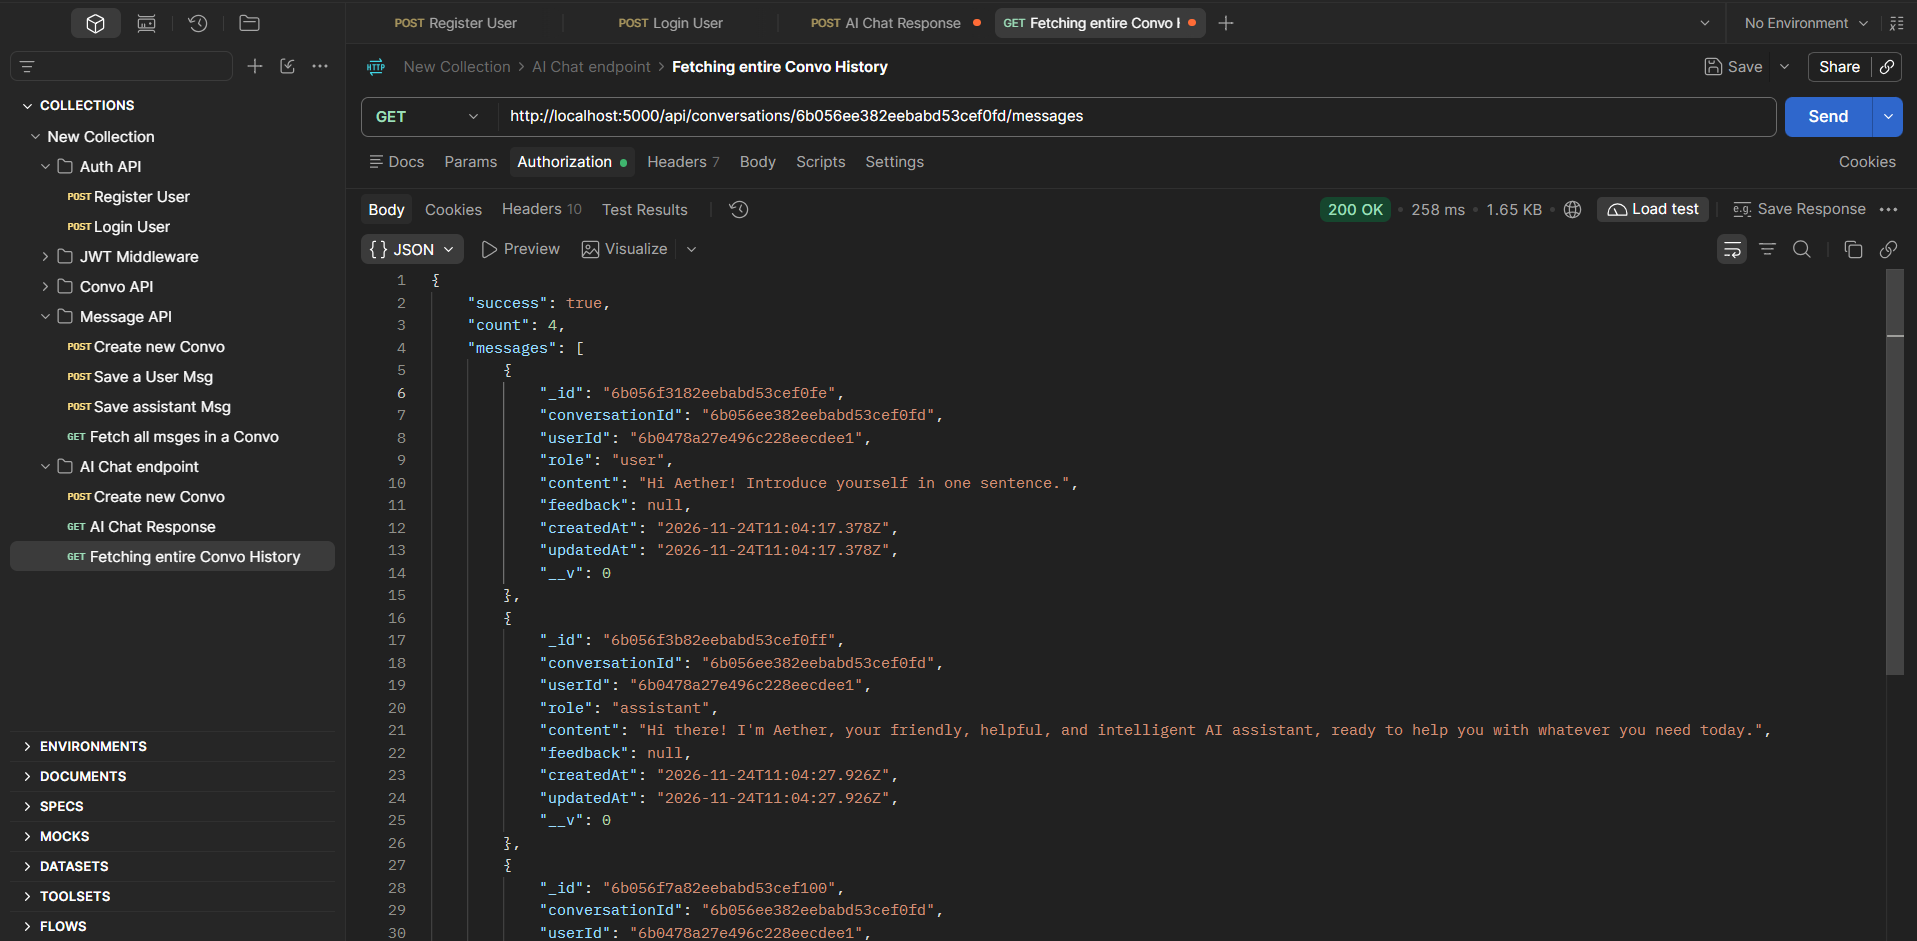 POST Register User
POST Login User
POST AI Chat Response
GET Fetching entire Convo H
No Environment
New Collection > AI Chat endpoint > Fetching entire Convo History
Save
Share
COLLECTIONS
New Collection
Auth API
POST Register User
POST Login User
JWT Middleware
Convo API
Message API
POST Create new Convo
POST Save a User Msg
POST Save assistant Msg
GET Fetch all msges in a Convo
AI Chat endpoint
POST Create new Convo
GET AI Chat Response
GET Fetching entire Convo History
ENVIRONMENTS
DOCUMENTS
SPECS
MOCKS
DATASETS
TOOLSETS
FLOWS
HTTP
GET http://localhost:5000/api/conversations/6b056ee382eebabd53cef0fd/messages
Send
Docs Params Authorization Headers 7 Body Scripts Settings Cookies
Body Cookies Headers 10 Test Results
200 OK • 258 ms • 1.65 KB • Load test e.g. Save Response
{} JSON Preview Visualize
1 {
2 "success": true,
3 "count": 4,
4 "messages": [
5 {
6 "_id": "6b056f3182eebabd53cef0fe",
7 "conversationId": "6b056ee382eebabd53cef0fd",
8 "userId": "6b0478a27e496c228eecdee1",
9 "role": "user",
10 "content": "Hi Aether! Introduce yourself in one sentence.",
11 "feedback": null,
12 "createdAt": "2026-11-24T11:04:17.378Z",
13 "updatedAt": "2026-11-24T11:04:17.378Z",
14 "__v": 0
15 },
16 {
17 "_id": "6b056f3b82eebabd53cef0ff",
18 "conversationId": "6b056ee382eebabd53cef0fd",
19 "userId": "6b0478a27e496c228eecdee1",
20 "role": "assistant",
21 "content": "Hi there! I'm Aether, your friendly, helpful, and intelligent AI assistant, ready to help you with whatever you need today.",
22 "feedback": null,
23 "createdAt": "2026-11-24T11:04:27.926Z",
24 "updatedAt": "2026-11-24T11:04:27.926Z",
25 "__v": 0
26 },
27 {
28 "_id": "6b056f7a82eebabd53cef100",
29 "conversationId": "6b056ee382eebabd53cef0fd",
30 "userId": "6b0478a27e496c228eecdee1",